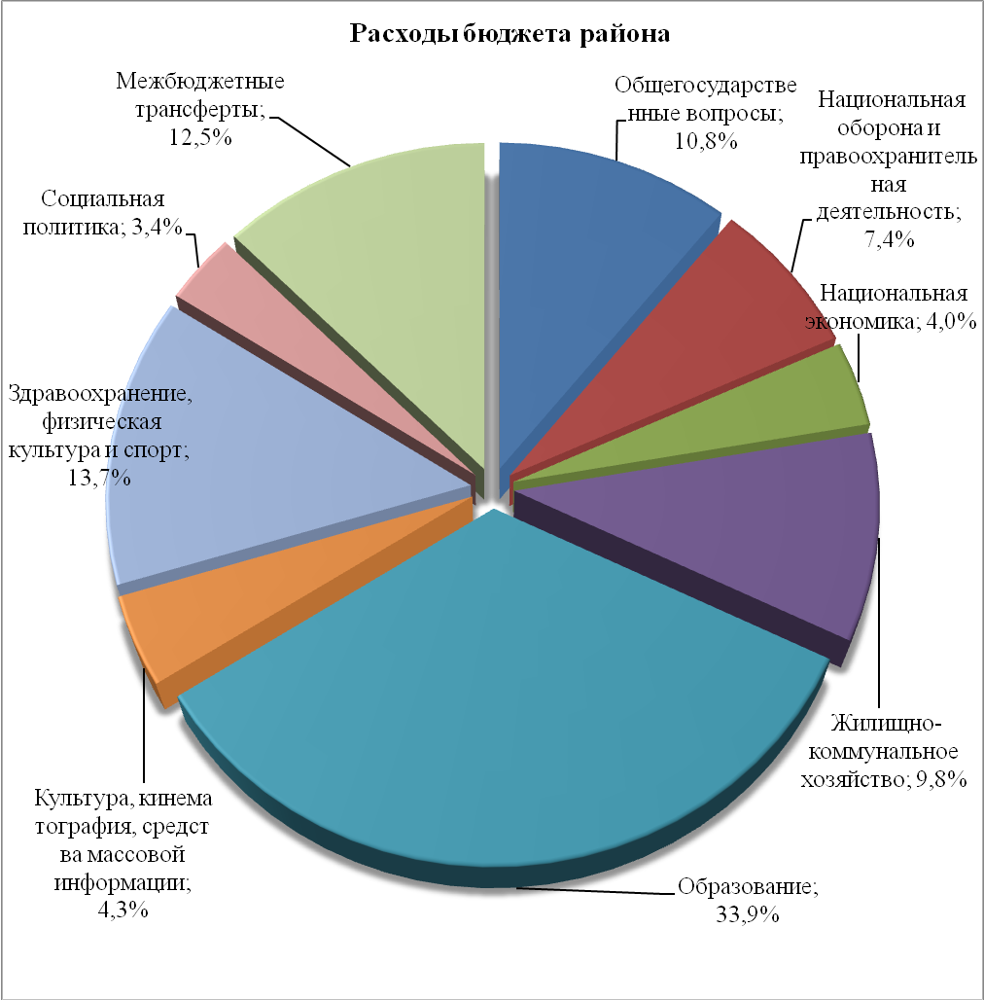 Расходы бюджета района
Межбюджетные
трансферты;
12,5%
Общегосударстве
нные вопросы;
10,8%
Национальная
оборона и
правоохранитель
ная
деятельность;
7,4%
Социальная
политика; 3,4%
Национальная
экономика; 4,0%
Здравоохранение,
физическая
культура и спорт;
13,7%
Жилищно-
коммунальное
хозяйство; 9,8%
Культура, кинема
тография, средст
ва массовой
информации;
4,3%
Образование;
33,9%